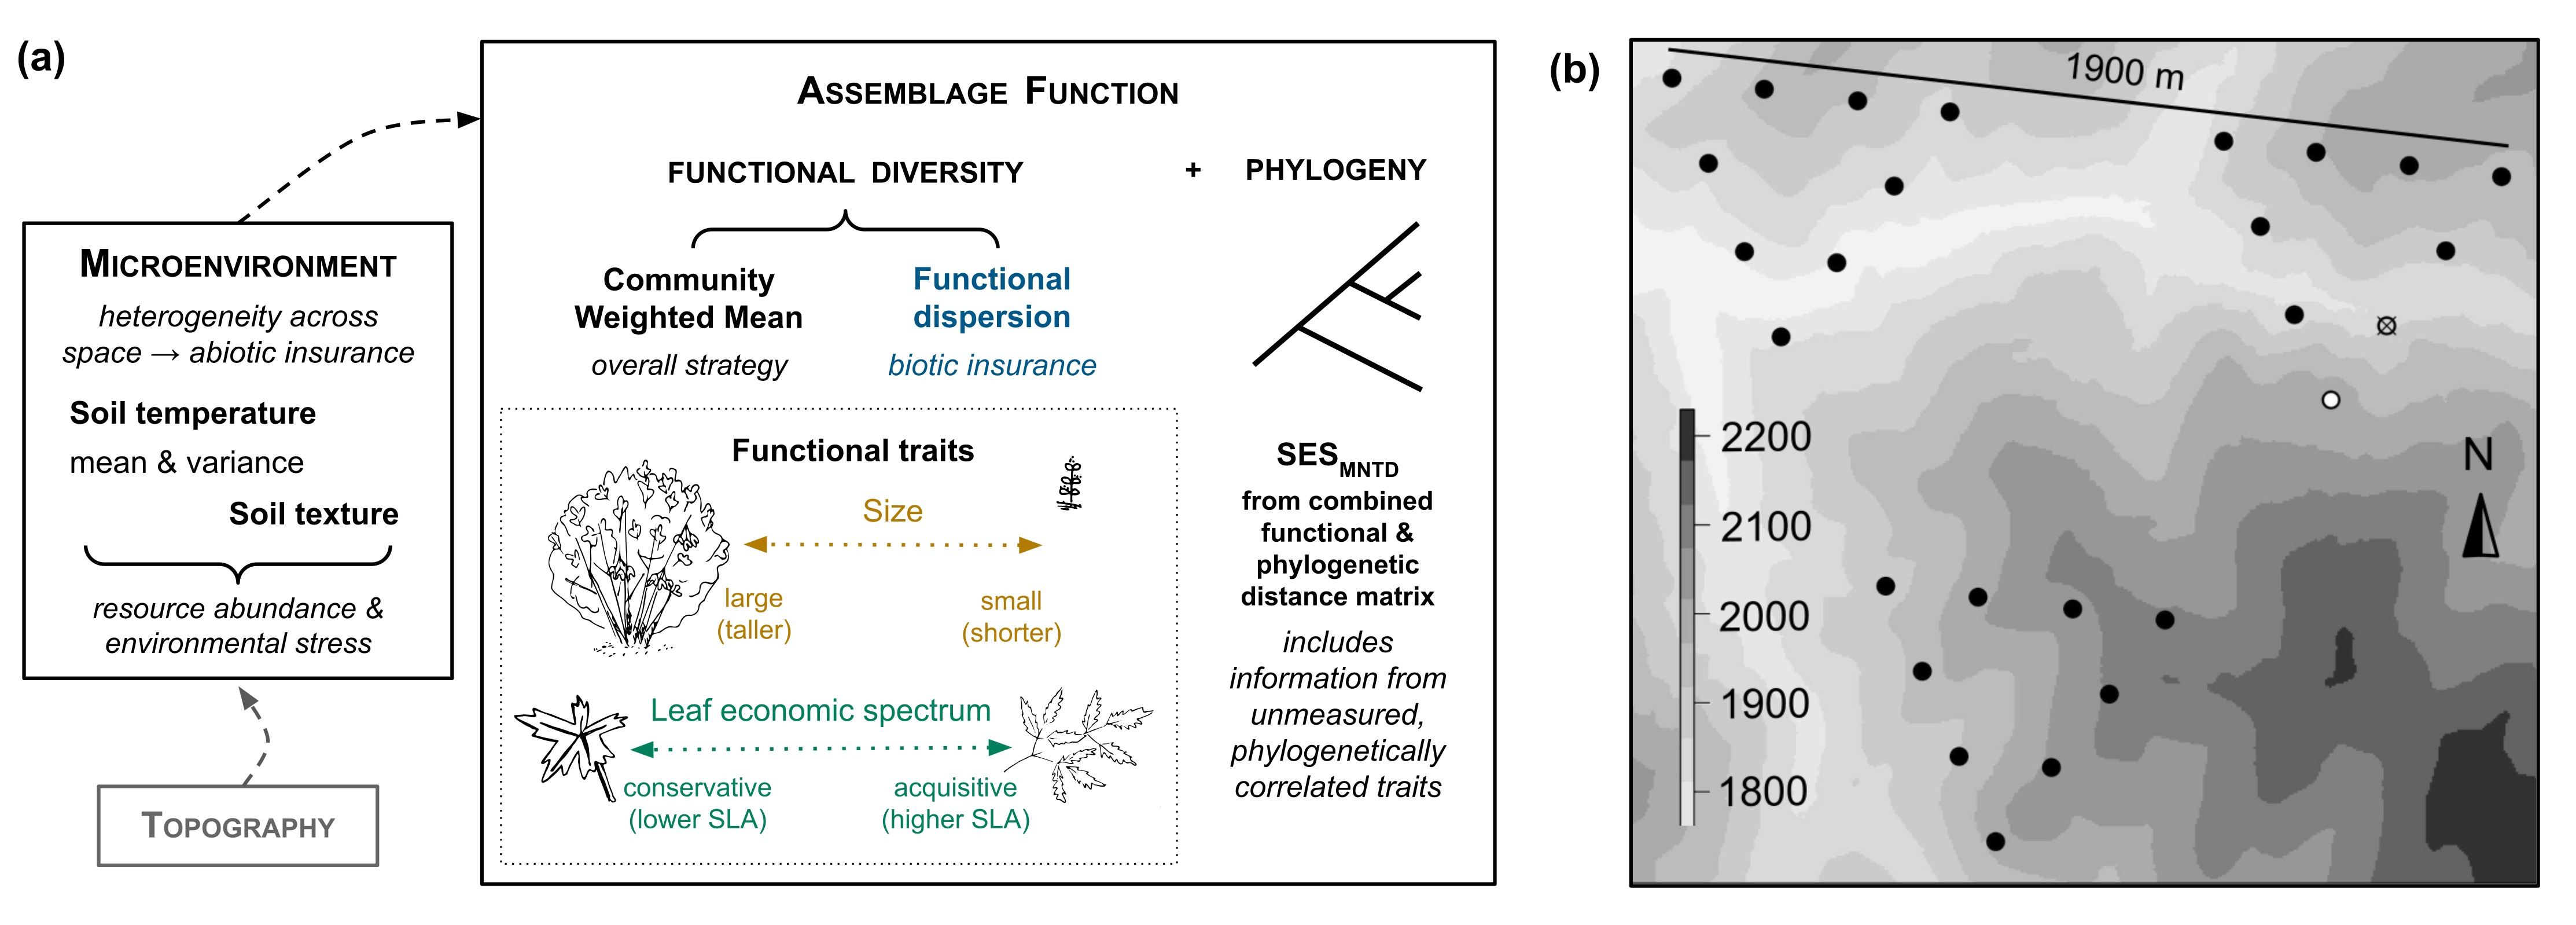 (a)
MICROENVIRONMENT
heterogeneity across
space → abiotic insurance
Soil temperature
mean & variance
Soil texture
resource abundance &
environmental stress
TOPOGRAPHY
ASSEMBLAGE FUNCTION
FUNCTIONAL DIVERSITY + PHYLOGENY
Community
Weighted Mean
overall strategy
Functional
dispersion
biotic insurance
Functional traits
Size
large
(taller)
small
(shorter)
Leaf economic spectrum
conservative
(lower SLA)
acquisitive
(higher SLA)
SESMNTD
from combined
functional &
phylogenetic
distance matrix
includes
information from
unmeasured,
phylogenetically
correlated traits
(b)
1900 m
2200
2100
2000
1900
1800
N